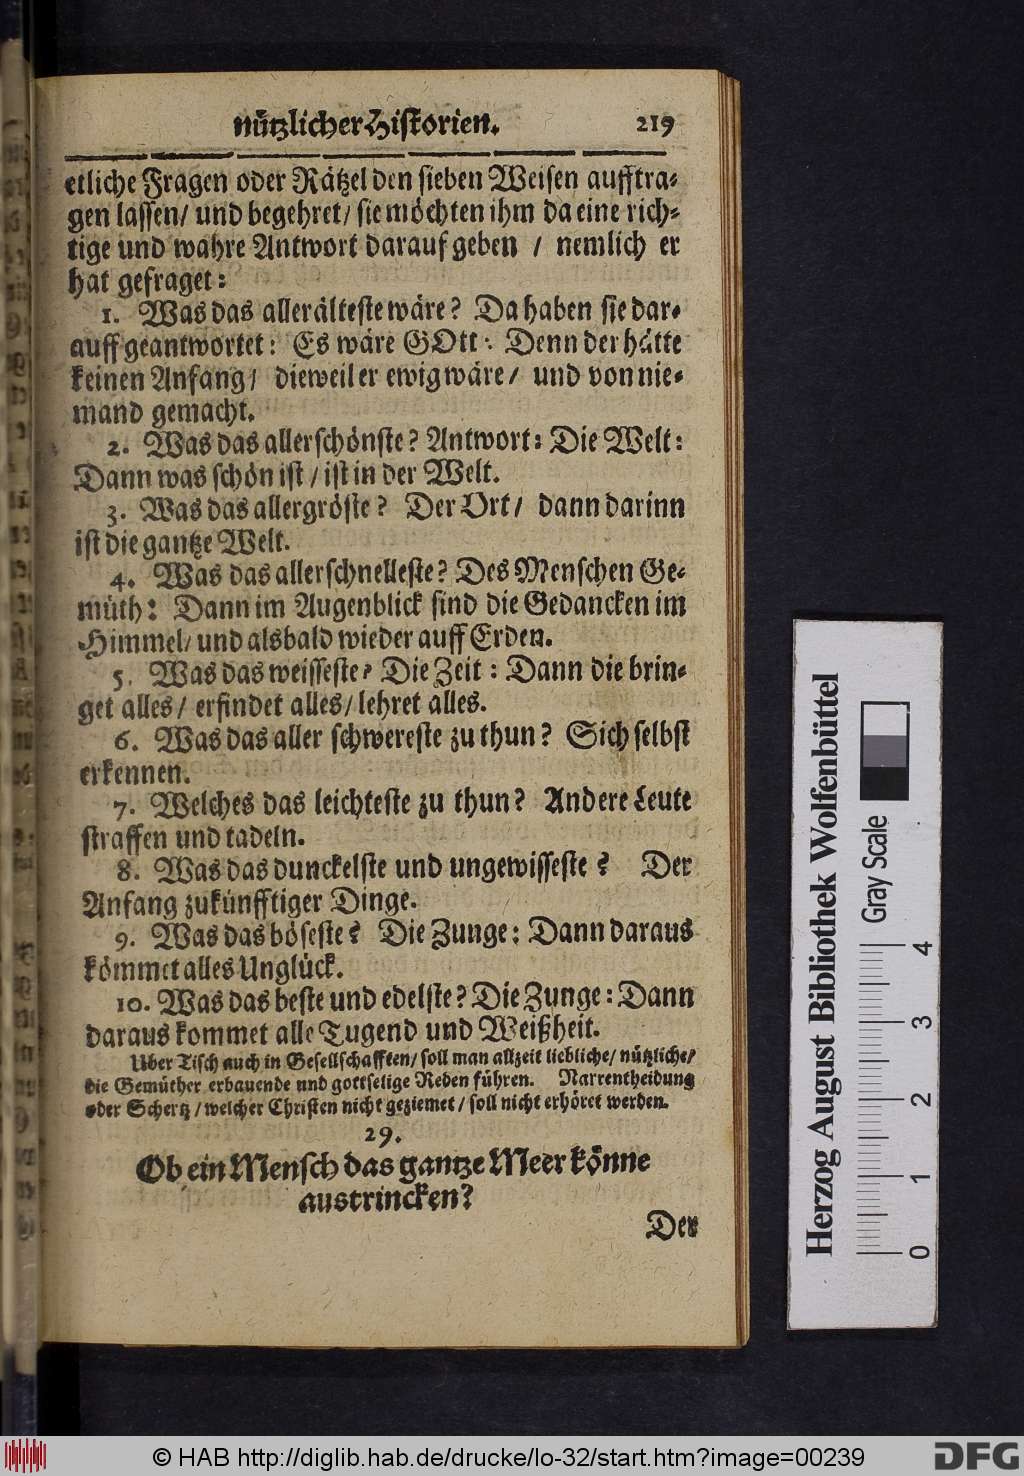 nützlicher Historien. 219
etliche Fragen oder Rätzel den sieben Weisen aufftra-
gen lassen/ und begehret/ sie möchten ihm da eine rich-
tige und wahre Antwort darauf geben / nemlich er
hat gefraget:
1. Was das allerälteste wäre? Da haben sie dar-
auff geantwortet: Es wäre GOtt: Denn der hätte
keinen Anfang/ dieweil er ewig wäre/ und von nie-
mand gemacht.
2. Was das allerschönste? Antwort: Die Welt:
Dann was schön ist/ ist in der Welt.
3. Was das allergröste? Der Ort/ dann darinn
ist die gantze Welt.
4. Was das allerschnelleste? Des Menschen Ge-
müth: Dann im Augenblick sind die Gedancken im
Himmel/ und alsbald wieder auff Erden.
5. Was das weisseste? Die Zeit: Dann die brin-
get alles/ erfindet alles/ lehret alles.
6. Was das aller schwereste zu thun? Sich selbst
erkennen.
7. Welches das leichteste zu thun? Andere Leute
straffen und tadeln.
8. Was das dunckelste und ungewisseste? Der
Anfang zukünfftiger Dinge.
9. Was das böseste? Die Zunge: Dann daraus
kömmet alles Unglück.
10. Was das beste und edelste? Die Zunge: Dann
daraus kommet alle Tugend und Weißheit.
Uber Tisch auch in Gesellschafften/ soll man allzeit liebliche/ nützliche/
die Gemüther erbauende und gottselige Reden führen. Narrentheidung
oder Schertz/ welcher Christen nicht geziemet/ soll nicht erhöret werden.
29.
Ob ein Mensch das gantze Meer könne
austrincken?
Der
Herzog August Bibliothek Wolfenbüttel
Gray Scale
0 1 2 3 4
© HAB http://diglib.hab.de/drucke/lo-32/start.htm?image=00239
DFG